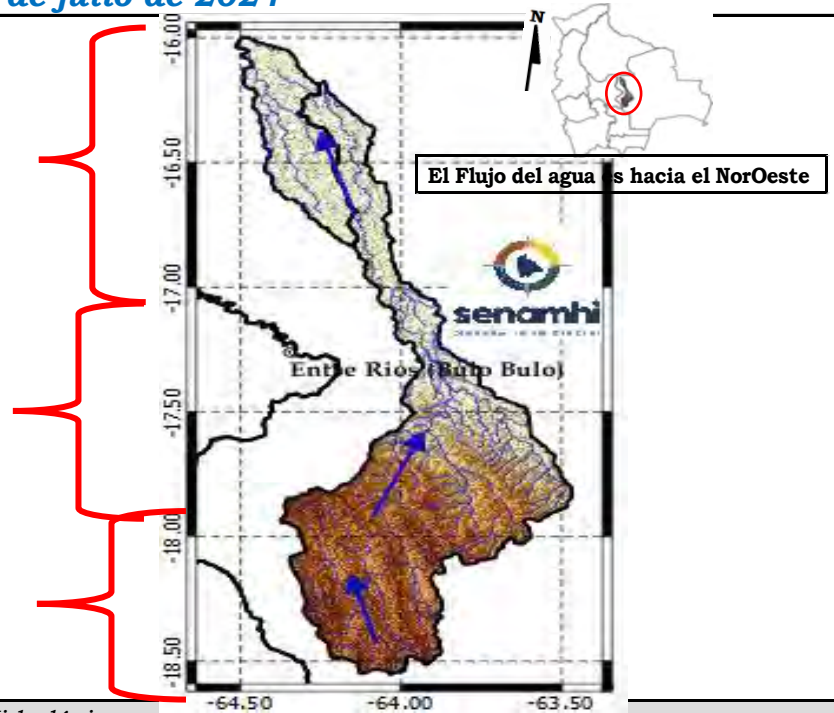 de julio de 2024
N
El Flujo del agua es hacia el NorOeste
senamhi
Entre Rios (Bulo Bulo)
-16.00
-16.50
-17.00
-17.50
-18.00
-18.50
-64.50
-64.00
-63.50